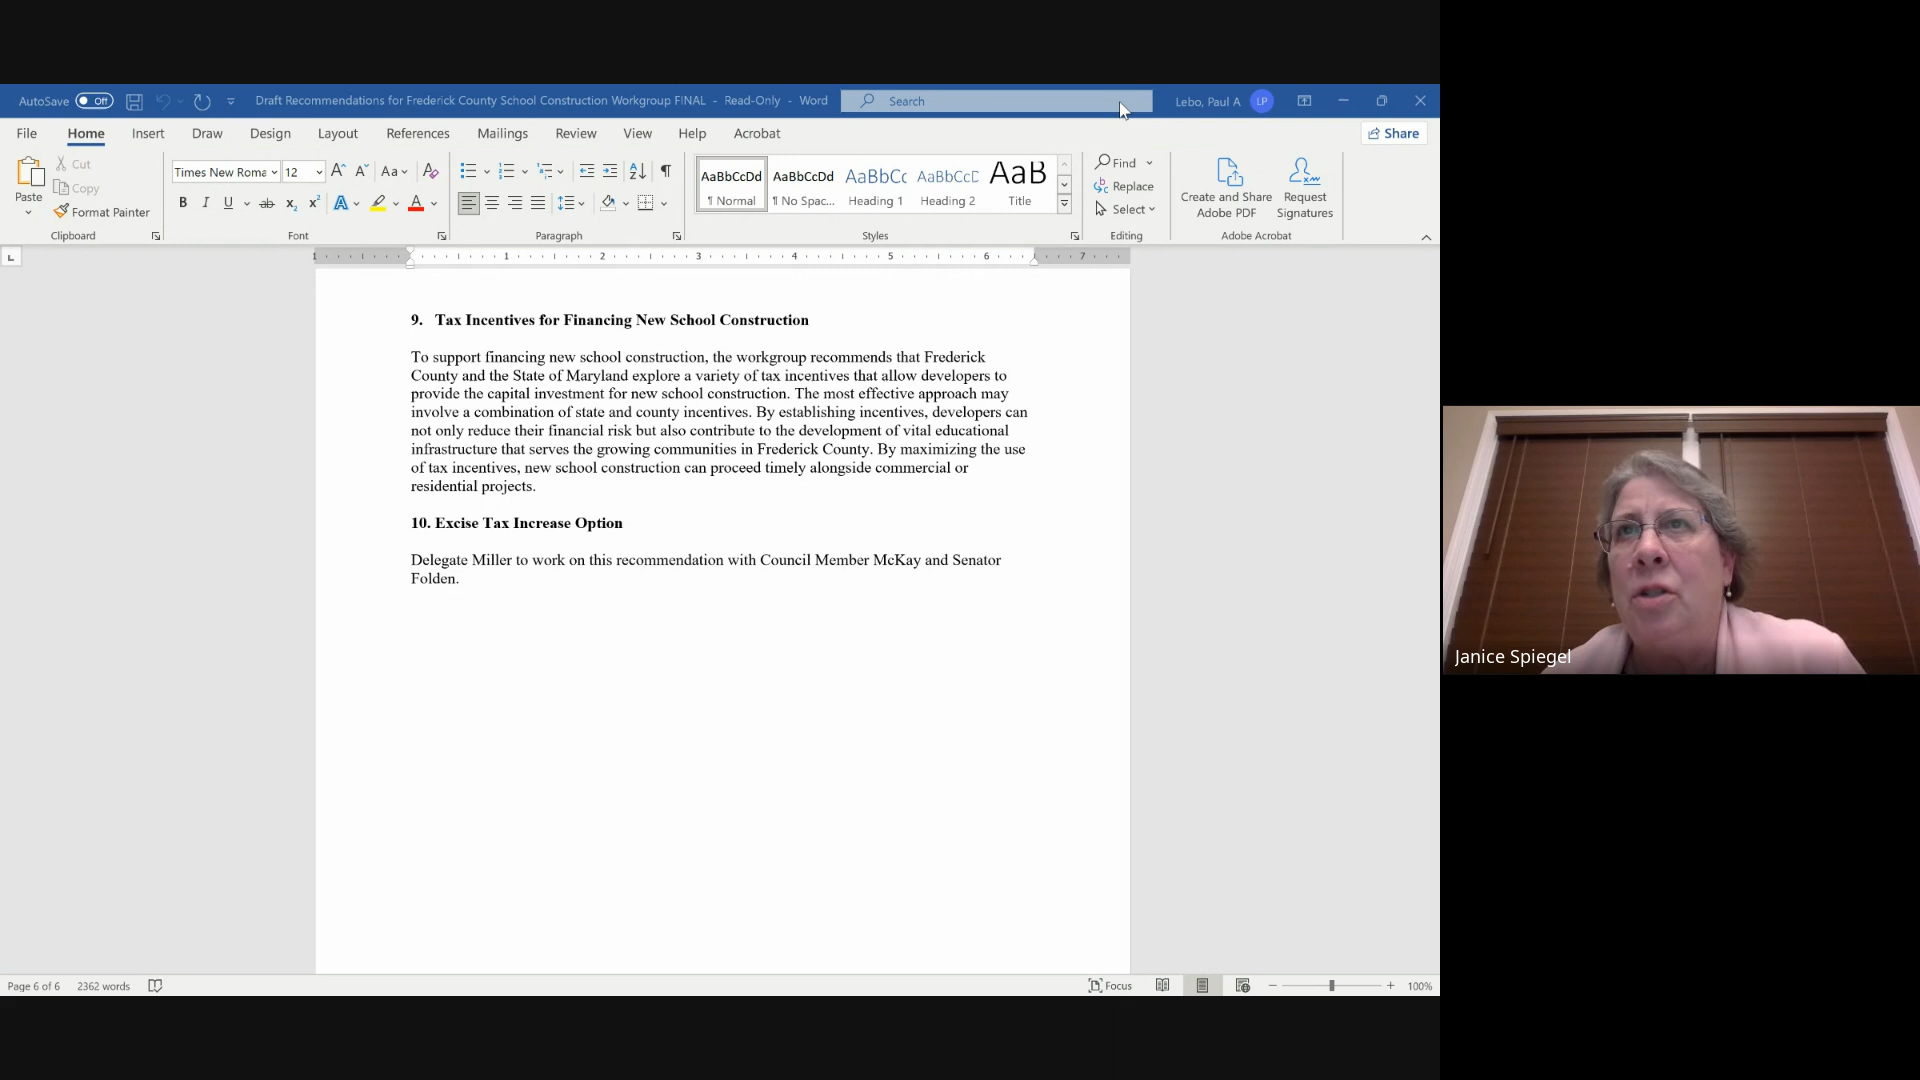 AutoSave Off Draft Recommendations for Frederick County School Construction Workgroup FINAL - Read-Only - Word Search Lebo, Paul A LP
File Home Insert Draw Design Layout References Mailings Review View Help Acrobat Share
Paste Cut Copy Format Painter
Clipboard
Times New Roma 12
Font
Paragraph
AaBbCcDd AaBbCcDd AaBbCc AaBbCcD AaB
¶ Normal ¶ No Spac... Heading 1 Heading 2 Title
Styles
Find
Replace
Select
Editing
Create and Share Adobe PDF
Request Signatures
Adobe Acrobat
1 1 2 3 4 5 6 7
9. Tax Incentives for Financing New School Construction
To support financing new school construction, the workgroup recommends that Frederick
County and the State of Maryland explore a variety of tax incentives that allow developers to
provide the capital investment for new school construction. The most effective approach may
involve a combination of state and county incentives. By establishing incentives, developers can
not only reduce their financial risk but also contribute to the development of vital educational
infrastructure that serves the growing communities in Frederick County. By maximizing the use
of tax incentives, new school construction can proceed timely alongside commercial or
residential projects.
10. Excise Tax Increase Option
Delegate Miller to work on this recommendation with Council Member McKay and Senator
Folden.
Janice Spiegel
Page 6 of 6 2362 words Focus 100%